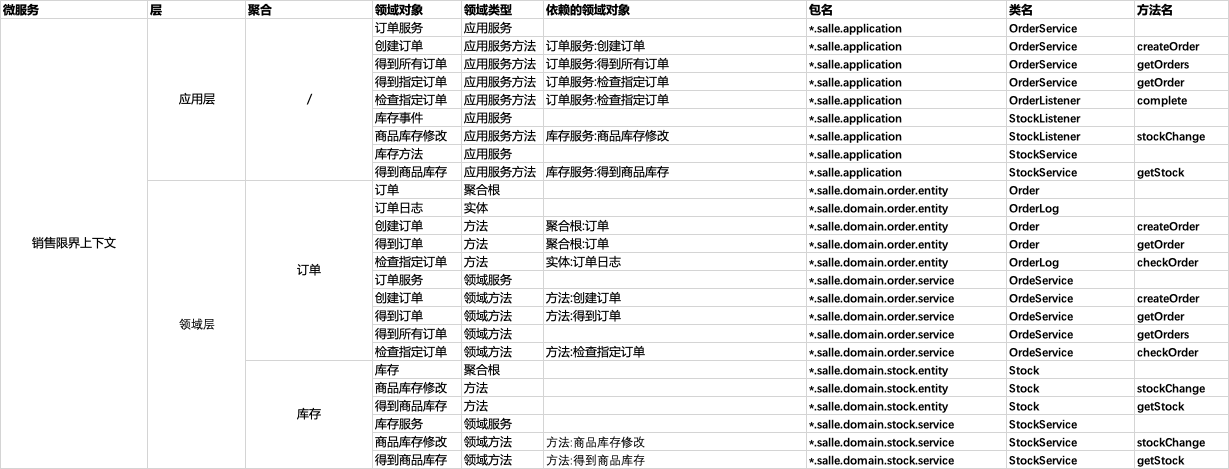 微服务 层 聚合 领域对象 领域类型 依赖的领域对象 包名 类名 方法名
订单服务 应用服务 *.salle.application OrderService
创建订单 应用服务方法 订单服务:创建订单 *.salle.application OrderService createOrder
得到所有订单 应用服务方法 订单服务:得到所有订单 *.salle.application OrderService getOrders
得到指定订单 应用服务方法 订单服务:检查指定订单 *.salle.application OrderService getOrder
应用层 / 检查指定订单 应用服务方法 订单服务:检查指定订单 *.salle.application OrderListener complete
库存事件 应用服务 *.salle.application StockListener
商品库存修改 应用服务方法 库存服务:商品库存修改 *.salle.application StockListener stockChange
库存方法 应用服务 *.salle.application StockService
得到商品库存 应用服务方法 库存服务:得到商品库存 *.salle.application StockService getStock
订单 聚合根 *.salle.domain.order.entity Order
订单日志 实体 *.salle.domain.order.entity OrderLog
创建订单 方法 聚合根:订单 *.salle.domain.order.entity Order createOrder
销售限界上下文 得到订单 方法 聚合根:订单 *.salle.domain.order.entity Order getOrder
订单 检查指定订单 方法 实体:订单日志 *.salle.domain.order.entity OrderLog checkOrder
订单服务 领域服务 *.salle.domain.order.service OrdeService
创建订单 领域方法 方法:创建订单 *.salle.domain.order.service OrdeService createOrder
领域层 得到订单 领域方法 方法:得到订单 *.salle.domain.order.service OrdeService getOrder
得到所有订单 领域方法 *.salle.domain.order.service OrdeService getOrders
检查指定订单 领域方法 方法:检查指定订单 *.salle.domain.order.service OrdeService checkOrder
库存 聚合根 *.salle.domain.stock.entity Stock
商品库存修改 方法 *.salle.domain.stock.entity Stock stockChange
库存 得到商品库存 方法 *.salle.domain.stock.entity Stock getStock
库存服务 领域服务 *.salle.domain.stock.service StockService
商品库存修改 领域方法 方法:商品库存修改 *.salle.domain.stock.service StockService stockChange
得到商品库存 领域方法 方法:得到商品库存 *.salle.domain.stock.service StockService getStock